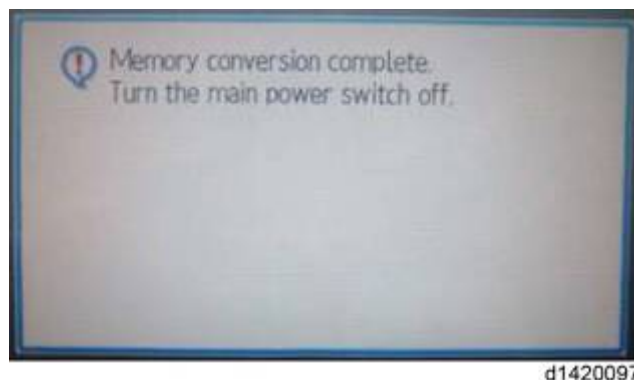 Memory conversion complete.
Turn the main power switch off.
d1420097